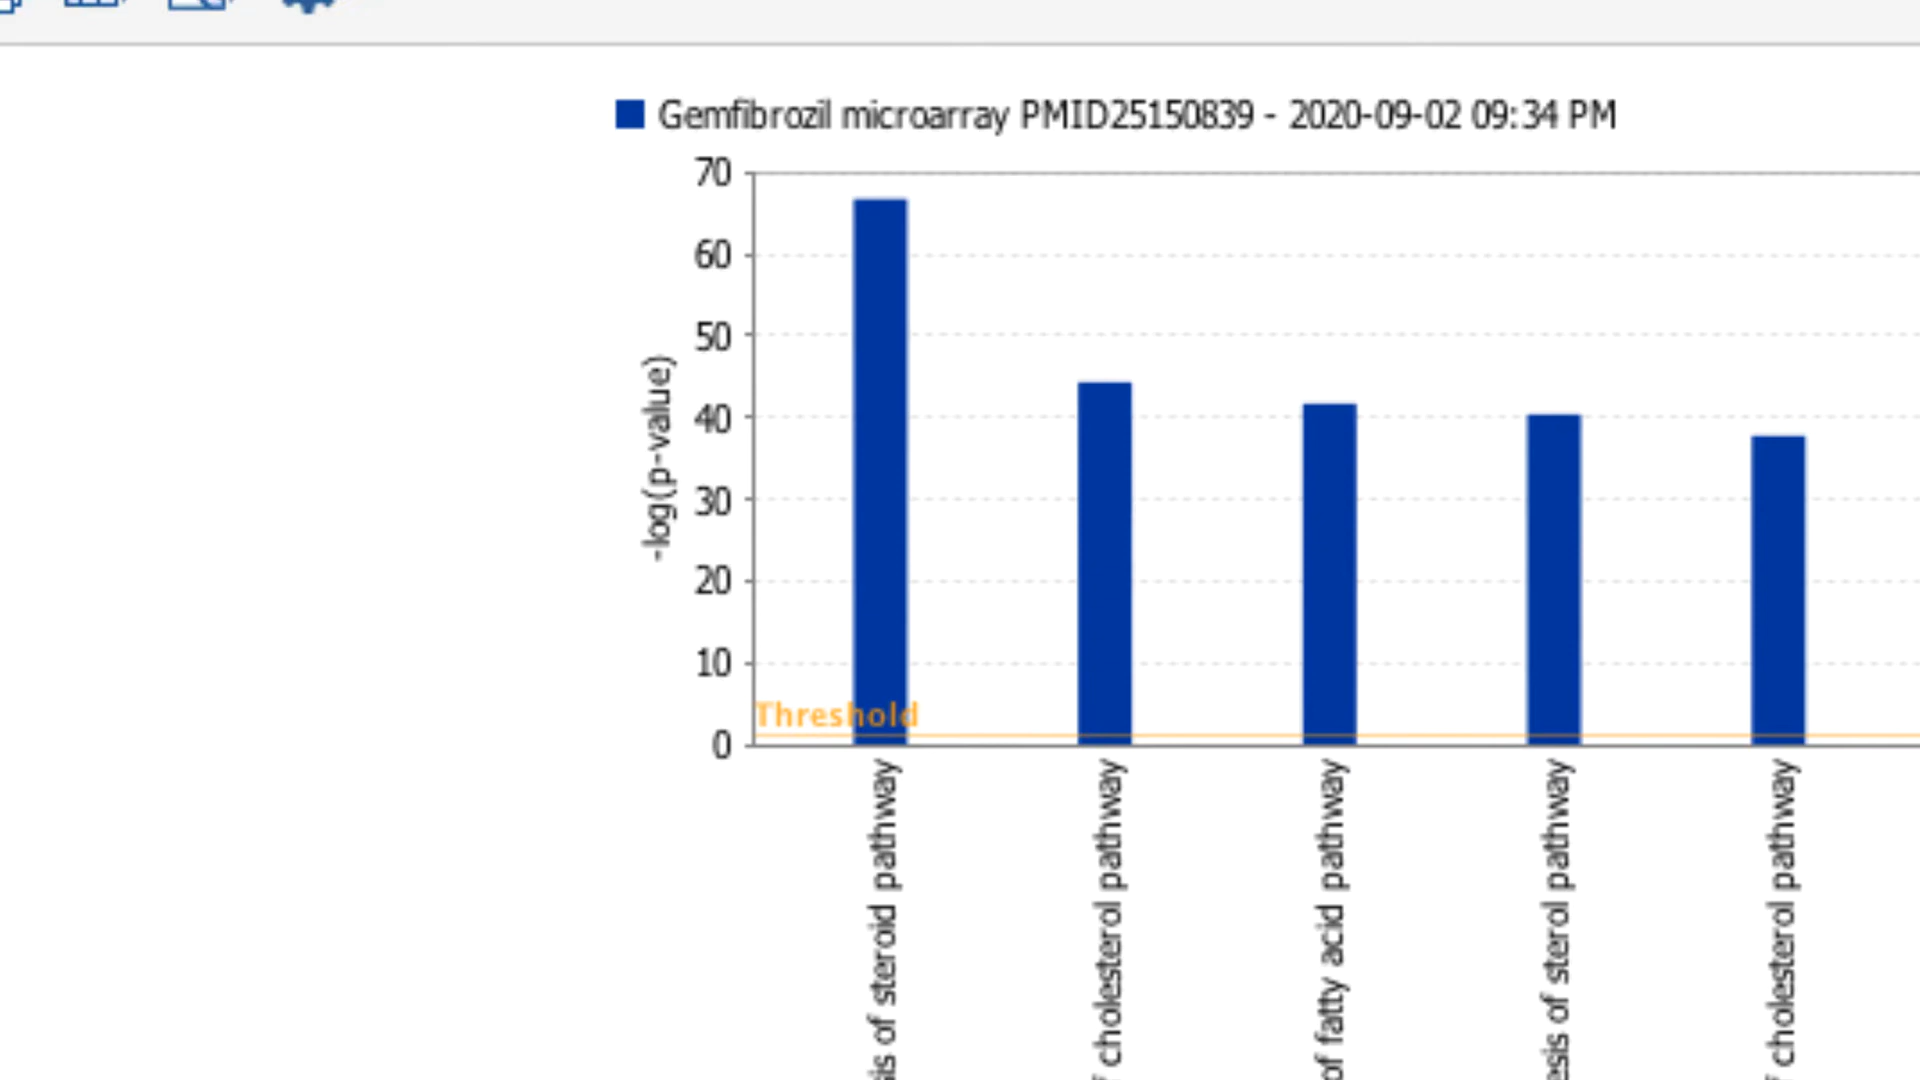 Gemfibrozil microarray PMID25150839 - 2020-09-02 09:34 PM
70
60
50
40
30
20
10
0
-log(p-value)
Threshold
of steroid pathway
cholesterol pathway
of fatty acid pathway
of sterol pathway
cholesterol pathway